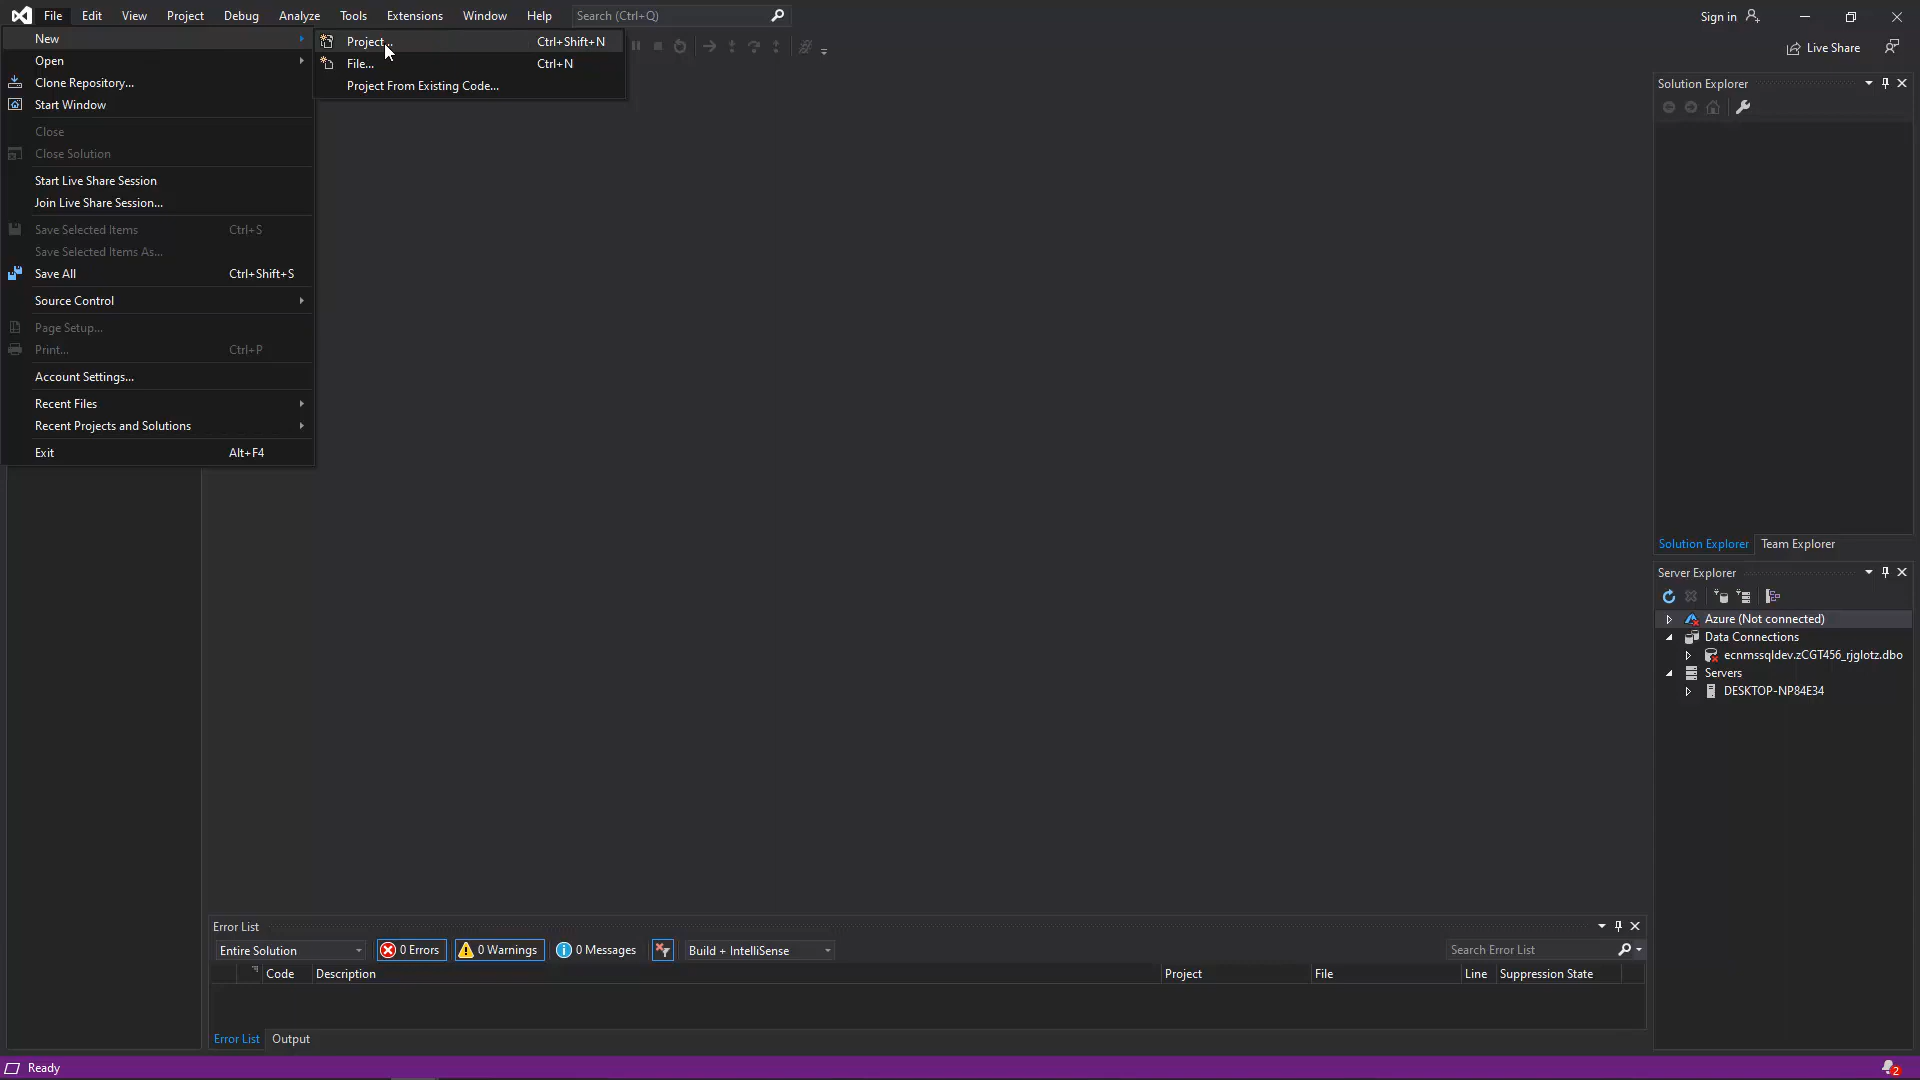 File Edit View Project Debug Analyze Tools Extensions Window Help Search (Ctrl+Q) Sign in
Live Share
New
Open
Clone Repository...
Start Window
Close
Close Solution
Start Live Share Session
Join Live Share Session...
Save Selected Items Ctrl+S
Save Selected Items As...
Save All Ctrl+Shift+S
Source Control
Page Setup...
Print... Ctrl+P
Account Settings...
Recent Files
Recent Projects and Solutions
Exit Alt+F4
Project... Ctrl+Shift+N
File... Ctrl+N
Project From Existing Code...
Solution Explorer
Solution Explorer Team Explorer
Server Explorer
Azure (Not connected)
Data Connections
ecnmssqldev.zCGT456_rjglotz.dbo
Servers
DESKTOP-NP84E34
Error List
Entire Solution 0 Errors 0 Warnings 0 Messages Build + IntelliSense Search Error List
Code Description Project File Line Suppression State
Error List Output
Ready 2